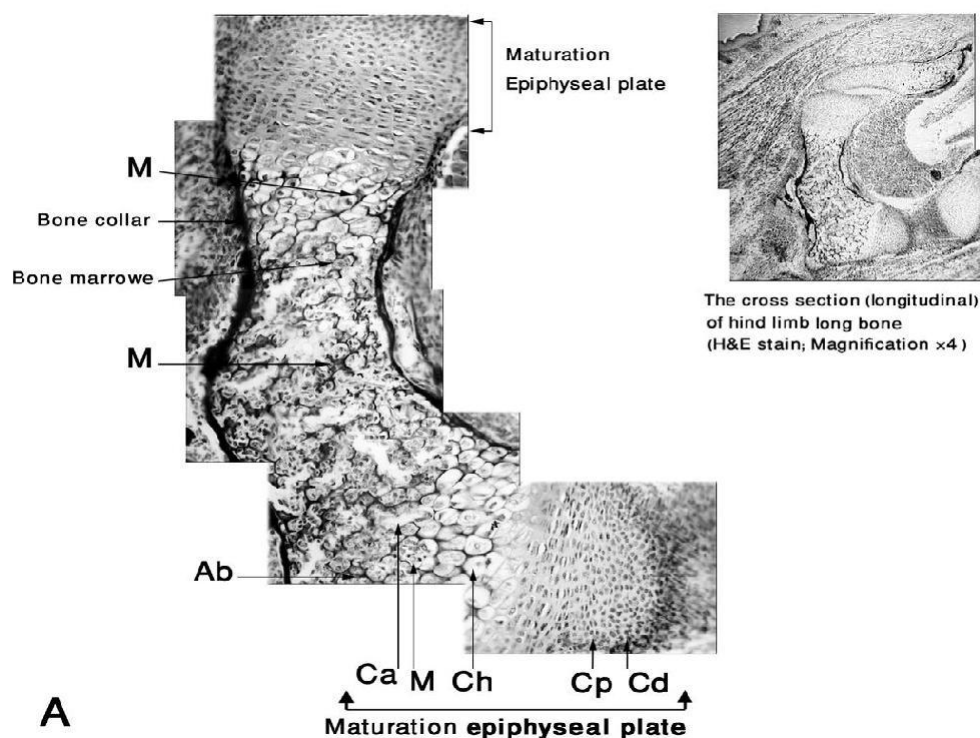 Maturation
Epiphyseal plate
M
Bone collar
Bone marrowe
M
The cross section (longitudinal)
of hind limb long bone
(H&E stain; Magnification ×4)
Ab
Ca M Ch Cp Cd
A
Maturation epiphyseal plate